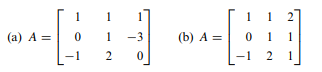 (a) A = [1 1 1; 0 1 −3; −1 2 0] (b) A = [1 1 2; 0 1 1; −1 2 1]